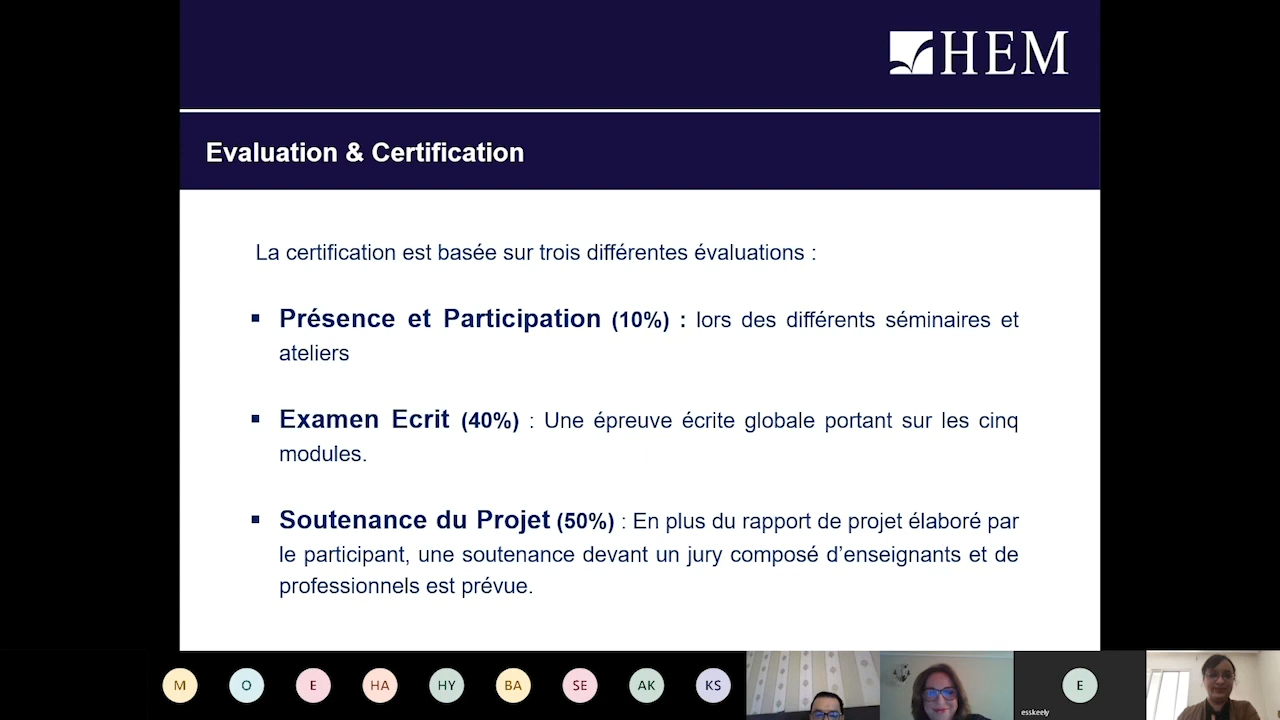 HEM
Evaluation & Certification
La certification est basée sur trois différentes évaluations :
▪ Présence et Participation (10%) : lors des différents séminaires et
ateliers
▪ Examen Ecrit (40%) : Une épreuve écrite globale portant sur les cinq
modules.
▪ Soutenance du Projet (50%) : En plus du rapport de projet élaboré par
le participant, une soutenance devant un jury composé d’enseignants et de
professionnels est prévue.
M O E HA HY BA SE AK KS E
esskeely